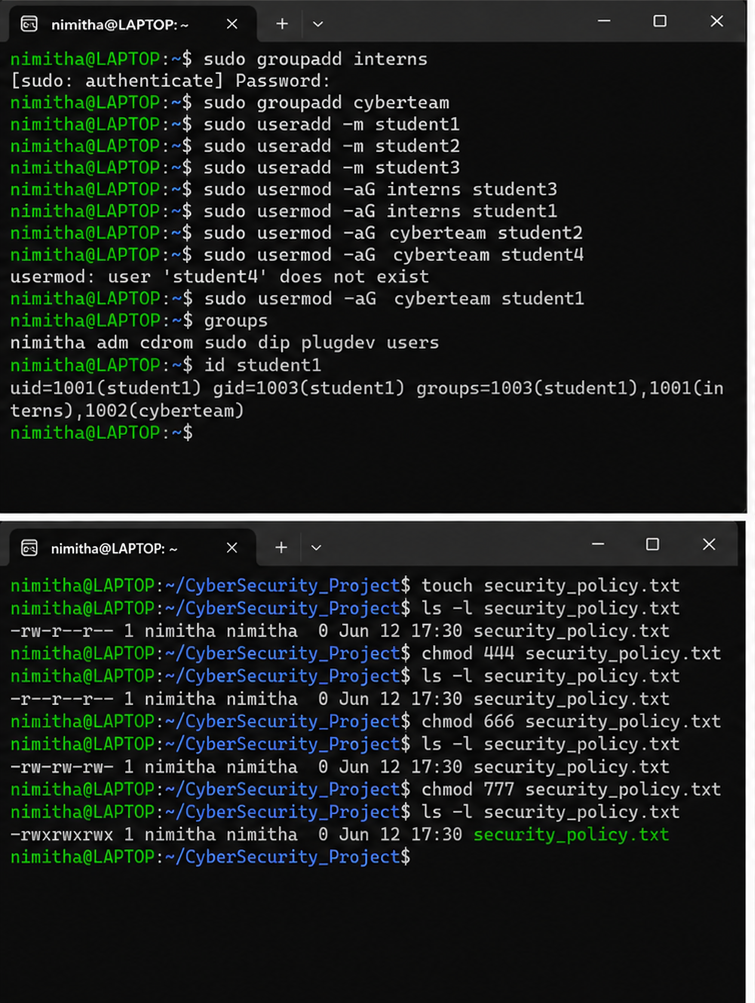 nimitha@LAPTOP: ~
nimitha@LAPTOP:~$ sudo groupadd interns
[sudo: authenticate] Password:
nimitha@LAPTOP:~$ sudo groupadd cyberteam
nimitha@LAPTOP:~$ sudo useradd -m student1
nimitha@LAPTOP:~$ sudo useradd -m student2
nimitha@LAPTOP:~$ sudo useradd -m student3
nimitha@LAPTOP:~$ sudo usermod -aG interns student3
nimitha@LAPTOP:~$ sudo usermod -aG interns student1
nimitha@LAPTOP:~$ sudo usermod -aG cyberteam student2
nimitha@LAPTOP:~$ sudo usermod -aG cyberteam student4
usermod: user 'student4' does not exist
nimitha@LAPTOP:~$ sudo usermod -aG cyberteam student1
nimitha@LAPTOP:~$ groups
nimitha adm cdrom sudo dip plugdev users
nimitha@LAPTOP:~$ id student1
uid=1001(student1) gid=1003(student1) groups=1003(student1),1001(in
terns),1002(cyberteam)
nimitha@LAPTOP:~$
nimitha@LAPTOP: ~
nimitha@LAPTOP:~/CyberSecurity_Project$ touch security_policy.txt
nimitha@LAPTOP:~/CyberSecurity_Project$ ls -l security_policy.txt
-rw-r--r-- 1 nimitha nimitha 0 Jun 12 17:30 security_policy.txt
nimitha@LAPTOP:~/CyberSecurity_Project$ chmod 444 security_policy.txt
nimitha@LAPTOP:~/CyberSecurity_Project$ ls -l security_policy.txt
-r--r--r-- 1 nimitha nimitha 0 Jun 12 17:30 security_policy.txt
nimitha@LAPTOP:~/CyberSecurity_Project$ chmod 666 security_policy.txt
nimitha@LAPTOP:~/CyberSecurity_Project$ ls -l security_policy.txt
-rw-rw-rw- 1 nimitha nimitha 0 Jun 12 17:30 security_policy.txt
nimitha@LAPTOP:~/CyberSecurity_Project$ chmod 777 security_policy.txt
nimitha@LAPTOP:~/CyberSecurity_Project$ ls -l security_policy.txt
-rwxrwxrwx 1 nimitha nimitha 0 Jun 12 17:30 security_policy.txt
nimitha@LAPTOP:~/CyberSecurity_Project$